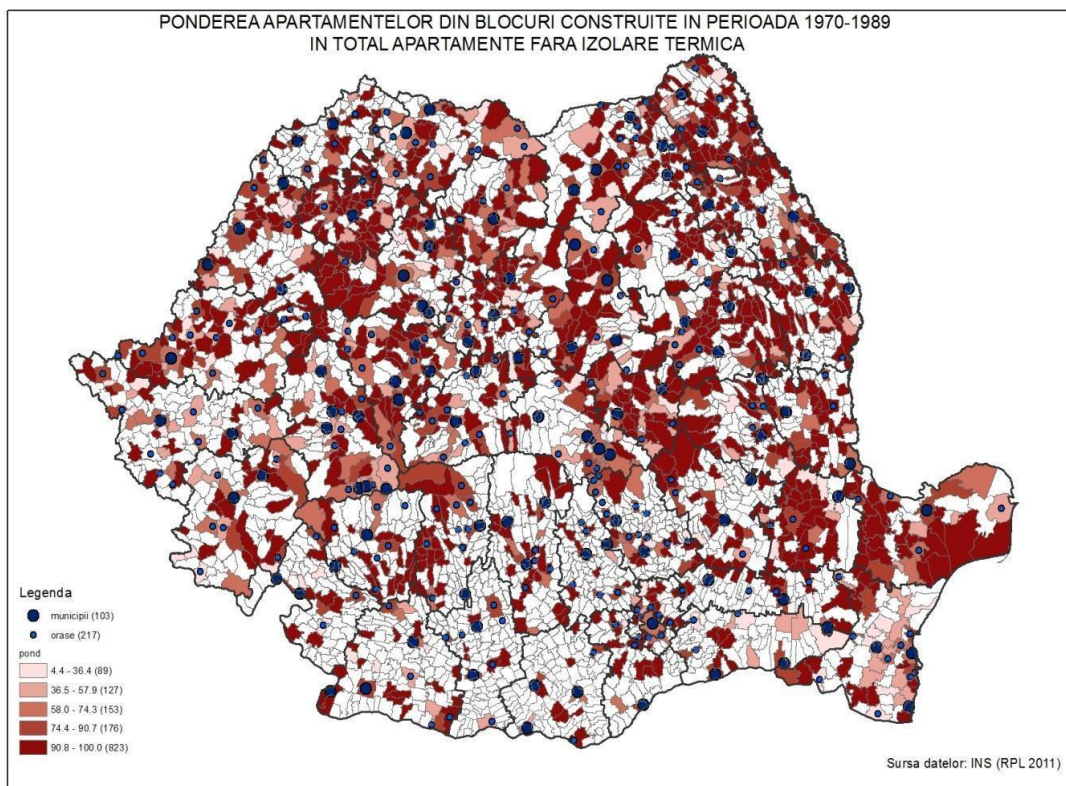 PONDEREA APARTAMENTELOR DIN BLOCURI CONSTRUITE IN PERIOADA 1970-1989
IN TOTAL APARTAMENTE FARA IZOLARE TERMICA
Legenda
municipii (103)
orase (217)
pond
4.4 - 36.4 (89)
36.5 - 57.9 (127)
58.0 - 74.3 (153)
74.4 - 90.7 (176)
90.8 - 100.0 (823)
Sursa datelor: INS (RPL 2011)